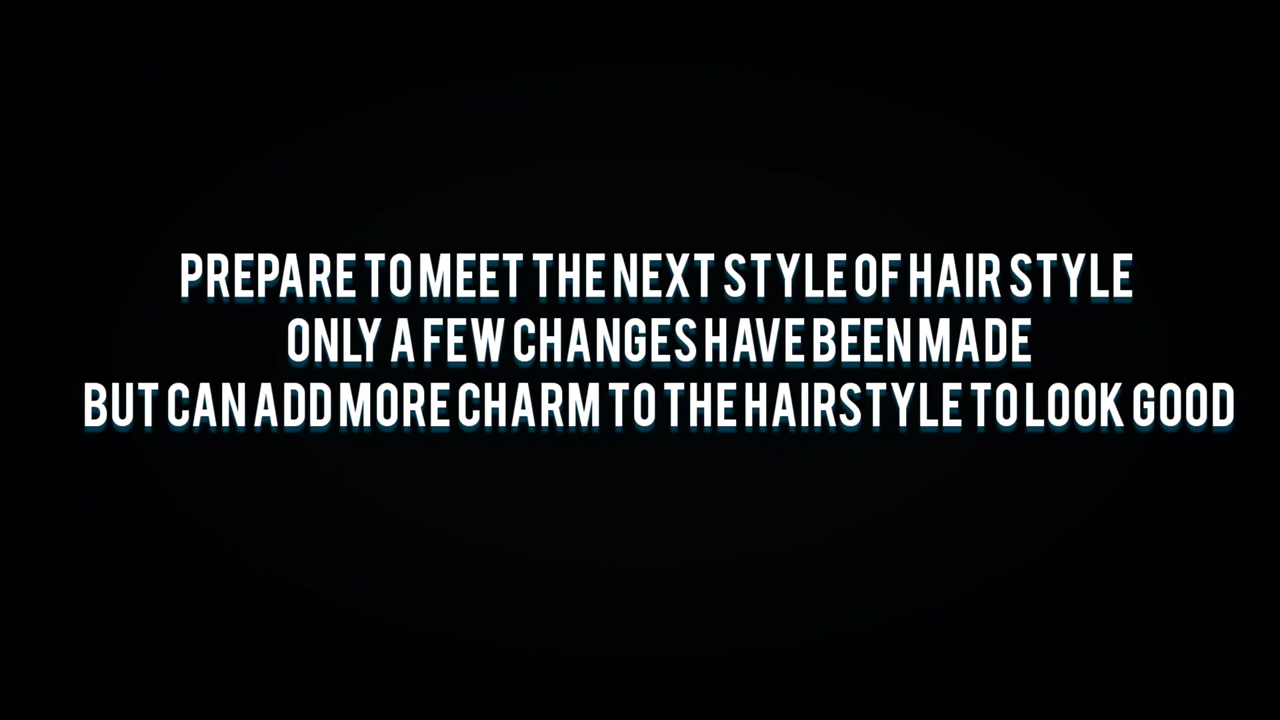 PREPARE TO MEET THE NEXT STYLE OF HAIR STYLE
ONLY A FEW CHANGES HAVE BEEN MADE
BUT CAN ADD MORE CHARM TO THE HAIRSTYLE TO LOOK GOOD